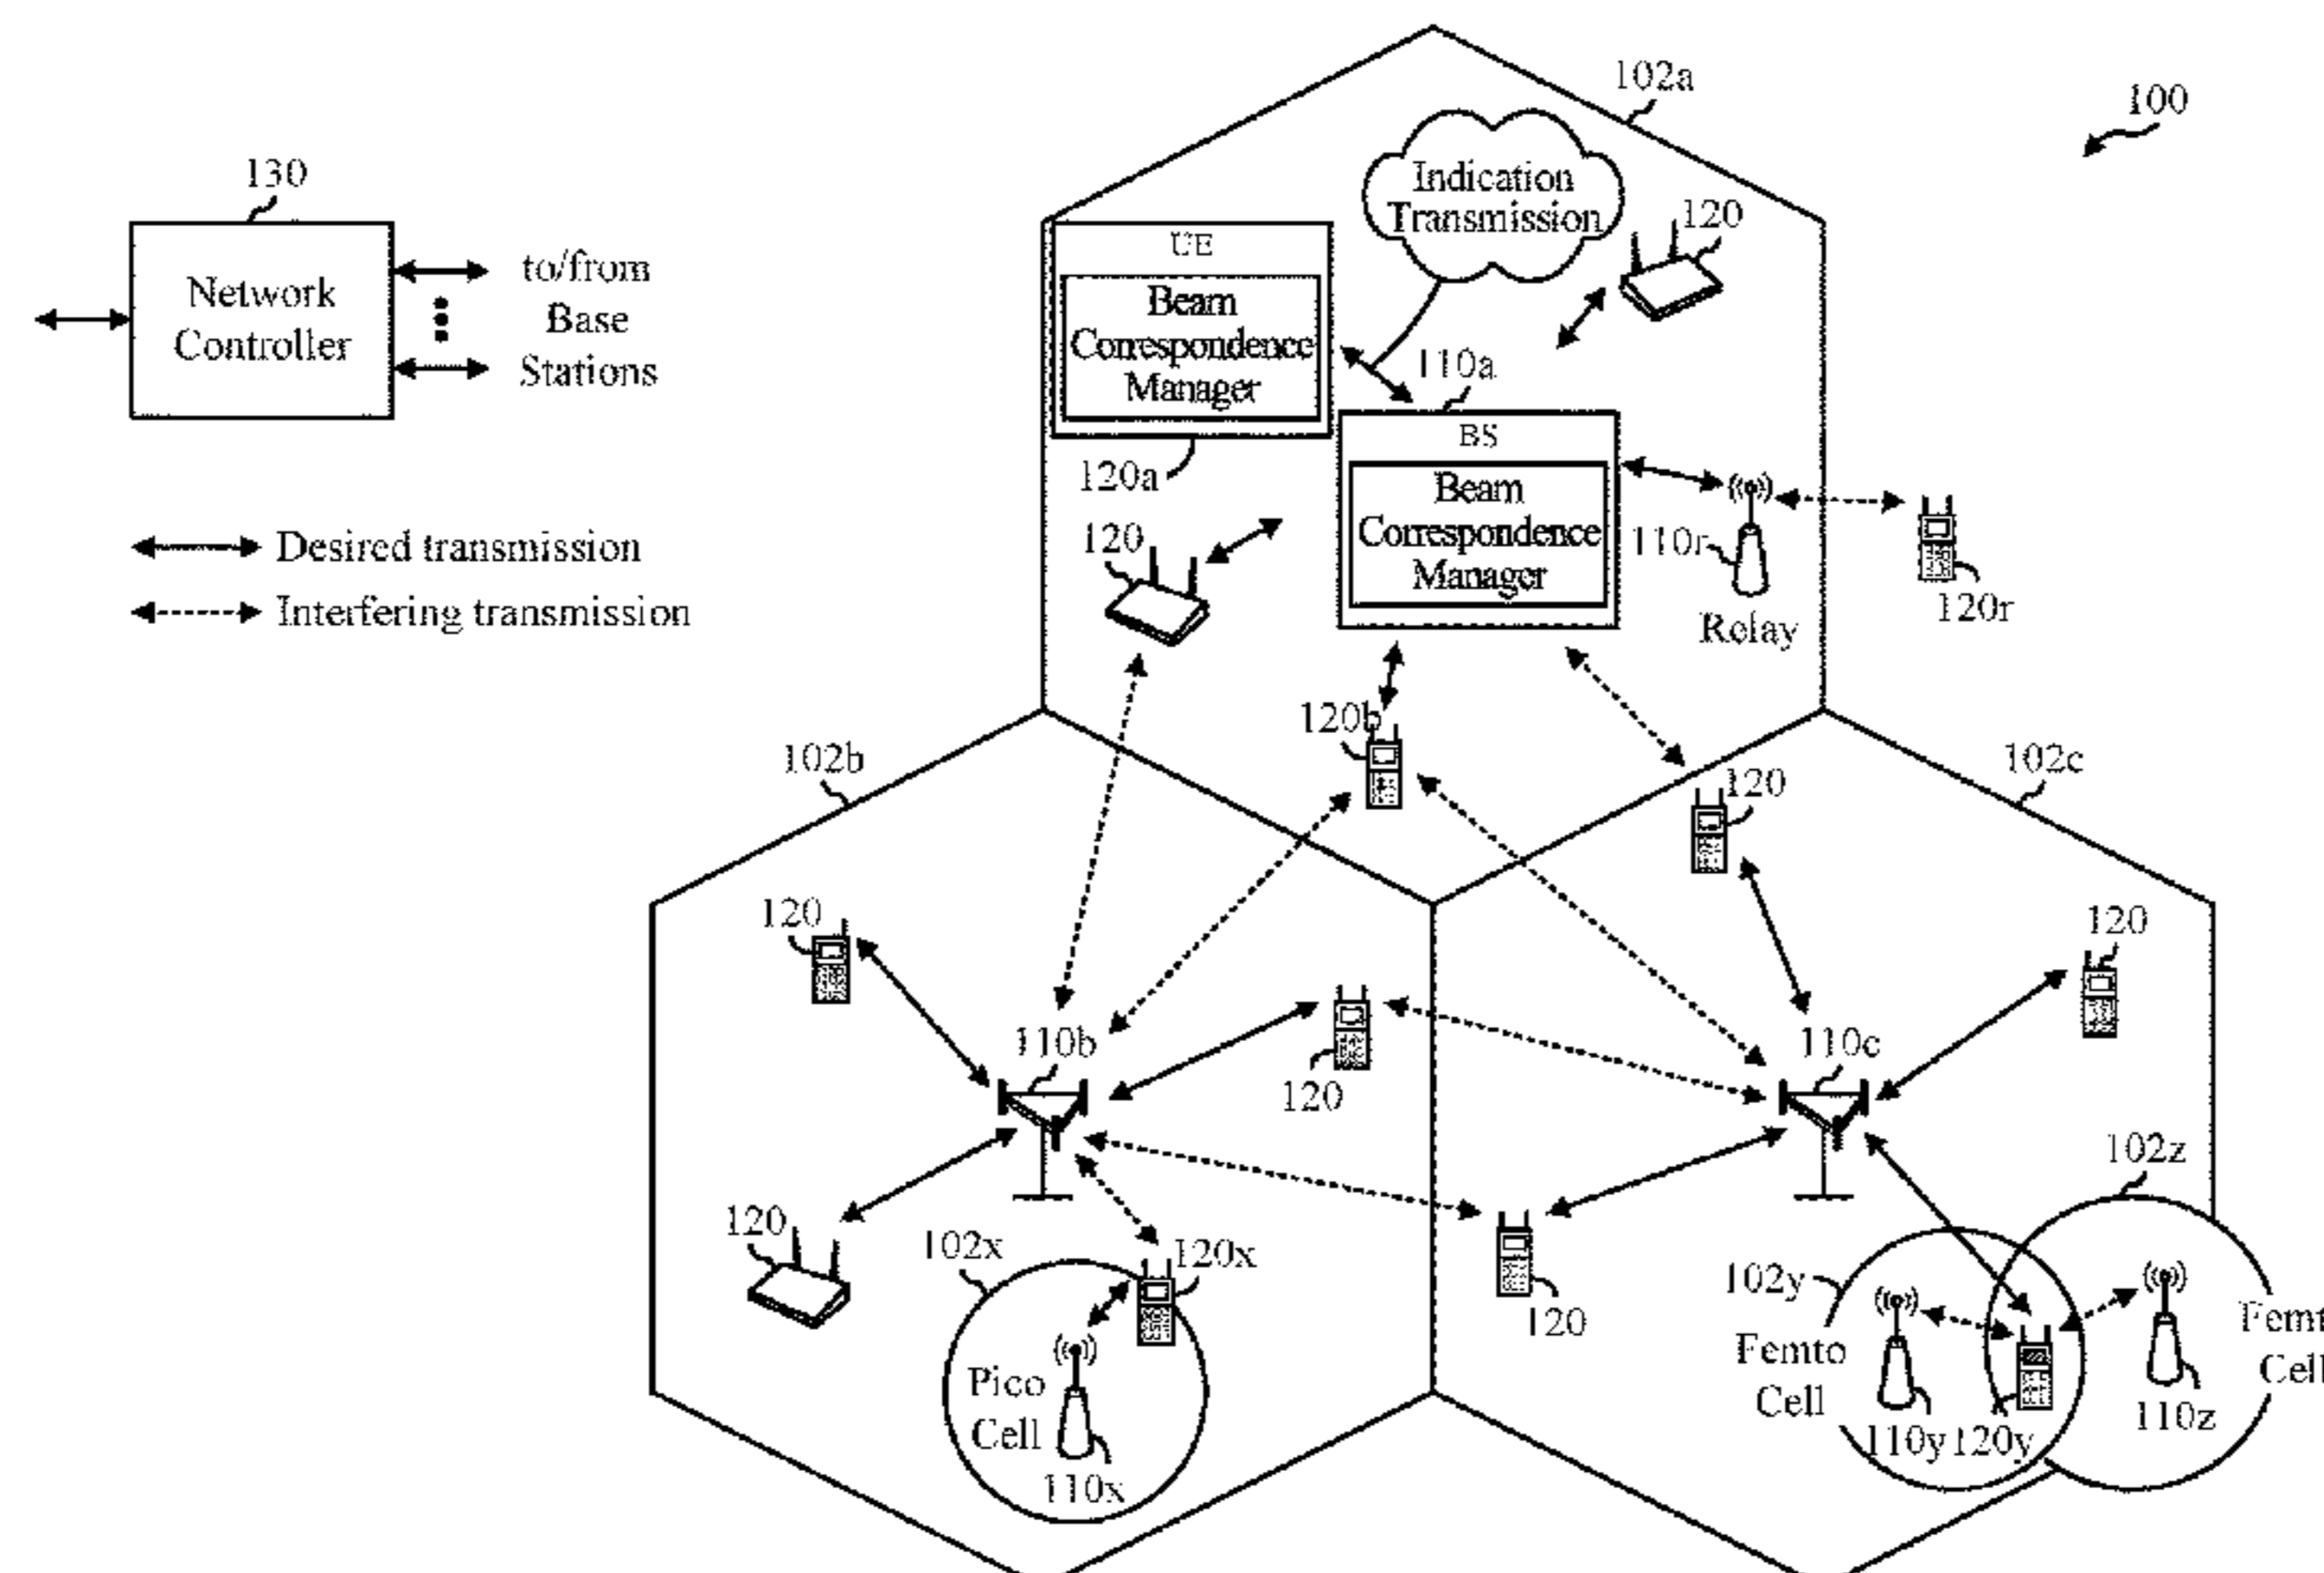 102a
100
130
Indication
Transmission
120
UE
Beam
Correspondence
Manager
Network
Controller
to/from
Base
Stations
110a
BS
Beam
Correspondence
Manager
120a
110r
120r
Relay
120
Desired transmission
Interfering transmission
120b
102b
120
102c
120
120
110b
120
110c
102z
120
102x
120x
102y
120
Femto
Cell
Pico
Cell
110x
110y
120y
110z
Femt
Cell